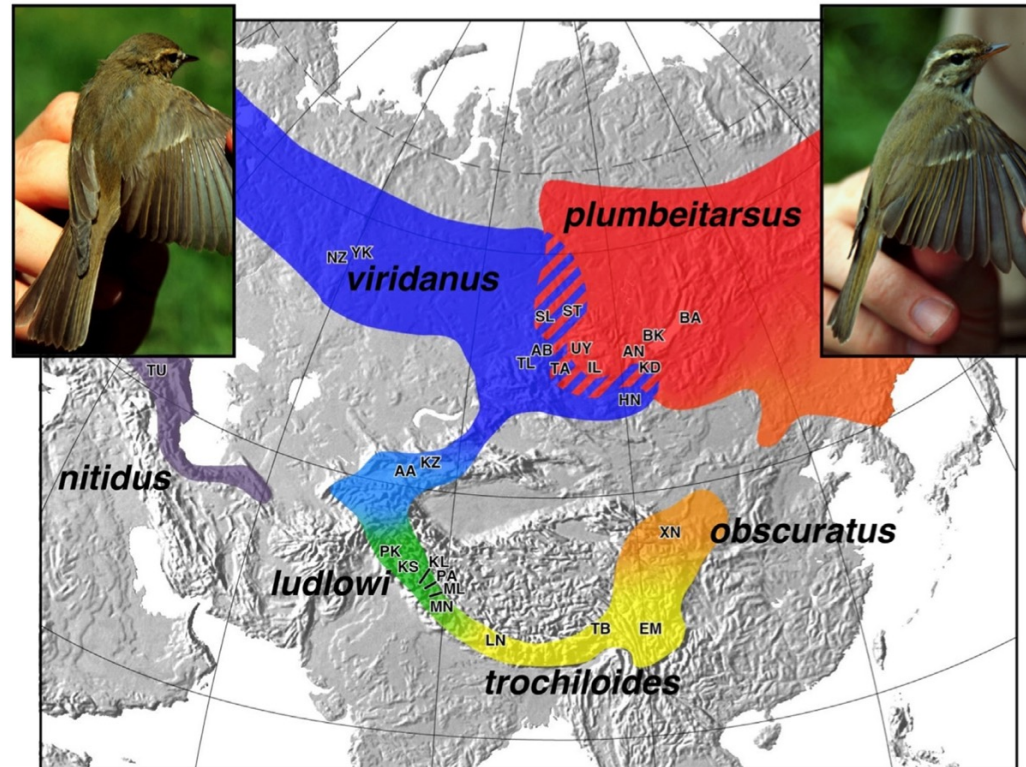 plumbeitarsus
NZ YK
viridanus
SL ST
BA
BK
AB UY AN
TL TA IL KD
TU
HN
nitidus
AA KZ
XN
obscuratus
PK KL
KS PA
ludlowi ML
MN
LN TB EM
trochiloides